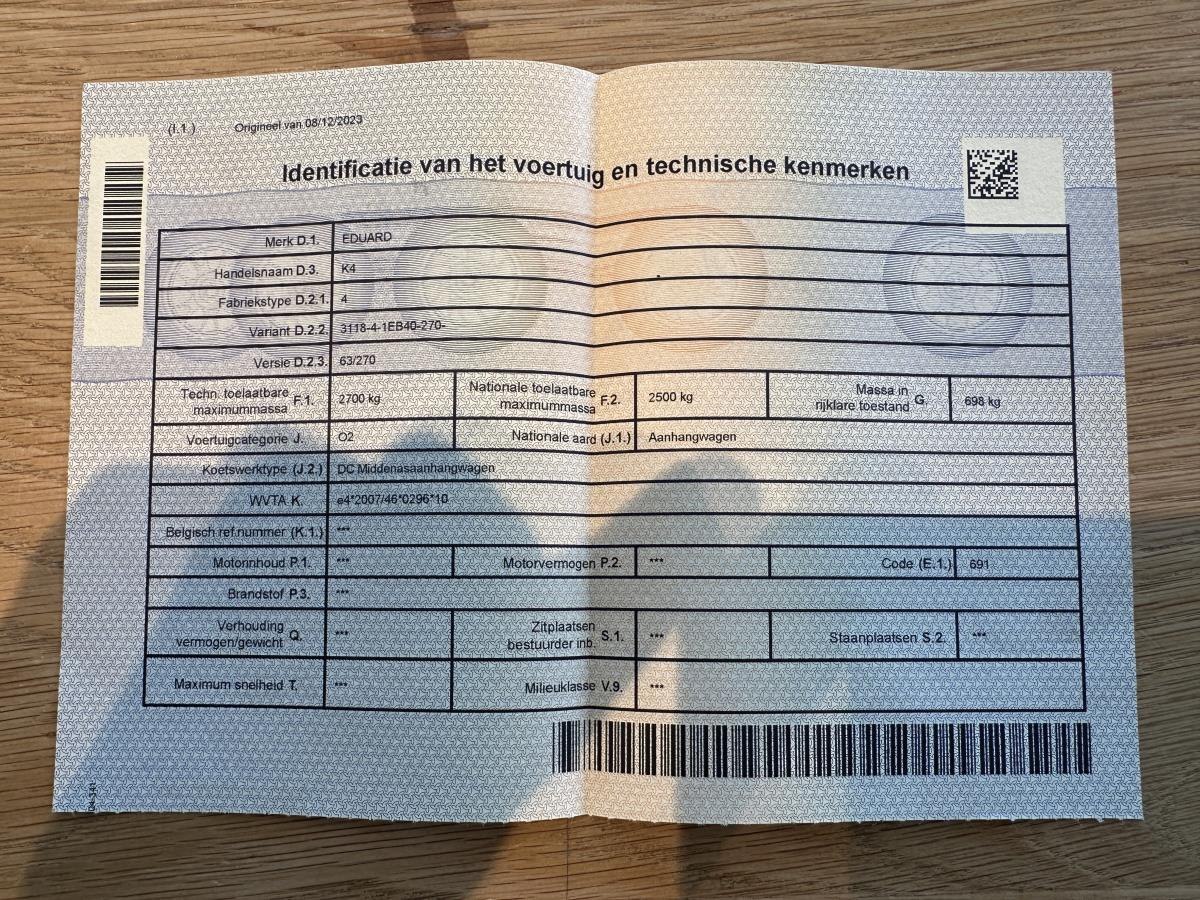 (I.1.) Origineel van 08/12/2023
Identificatie van het voertuig en technische kenmerken
Merk D.1. EDUARD
Handelsnaam D.3. K4
Fabriekstype D.2.1. 4
Variant D.2.2. 3118-4-1EB40-270-
Versie D.2.3. 63/270
Techn. toelaatbare
maximummassa F.1. 2700 kg
Nationale toelaatbare
maximummassa F.2. 2500 kg
Massa in
rijklare toestand G. 698 kg
Voertuigcategorie J. O2 Nationale aard (J.1.) Aanhangwagen
Koetswerktype (J.2.) DC Middenasaanhangwagen
WVTA K. e4*2007/46*0296*10
Belgisch ref.nummer (K.1.) ***
Motorinhoud P.1. *** Motorvermogen P.2. *** Code (E.1.) 691
Brandstof P.3. ***
Verhouding
vermogen/gewicht Q. ***
Zitplaatsen
bestuurder inb. S.1. ***
Staanplaatsen S.2. ***
Maximum snelheid T. *** Milieuklasse V.9. ***